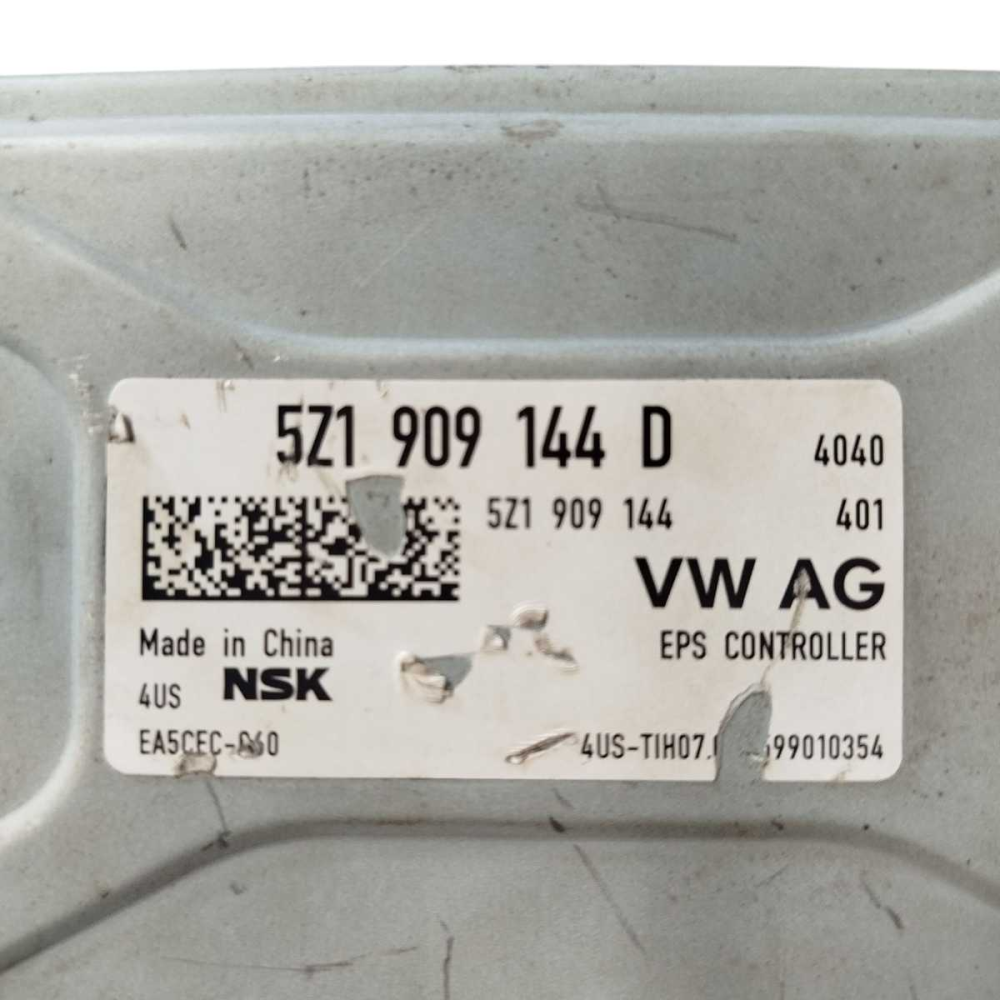 5Z1 909 144 D 4040
5Z1 909 144 401
VW AG
Made in China EPS CONTROLLER
4US NSK